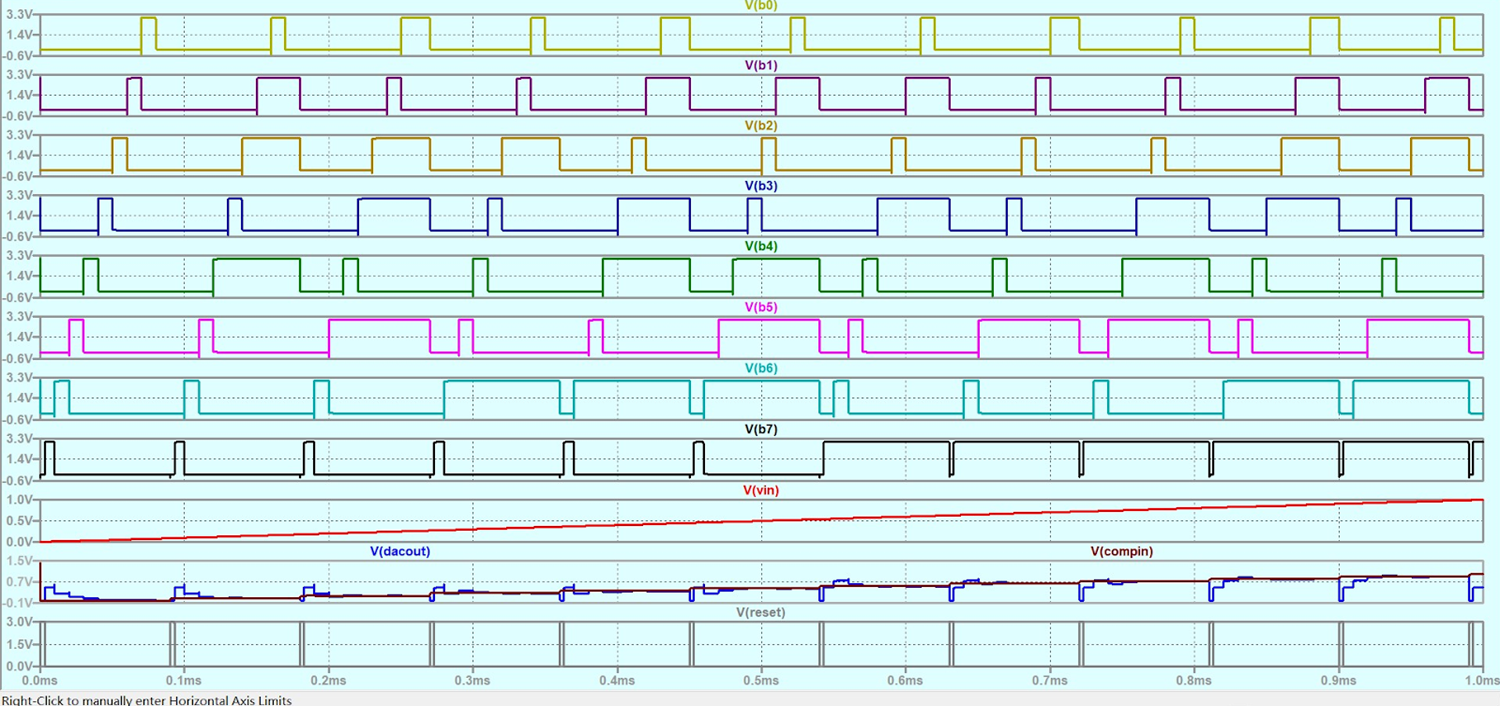 V(b0)
3.3V
1.4V
-0.6V
V(b1)
3.3V
1.4V
-0.6V
V(b2)
3.3V
1.4V
-0.6V
V(b3)
3.3V
1.4V
-0.6V
V(b4)
3.3V
1.4V
-0.6V
V(b5)
3.3V
1.4V
-0.6V
V(b6)
3.3V
1.4V
-0.6V
V(b7)
3.3V
1.4V
-0.6V
V(vin)
1.0V
0.5V
0.0V
V(dacout) V(compin)
1.5V
0.7V
-0.1V
V(reset)
3.0V
1.5V
0.0V
0.0ms 0.1ms 0.2ms 0.3ms 0.4ms 0.5ms 0.6ms 0.7ms 0.8ms 0.9ms 1.0ms
Right-Click to manually enter Horizontal Axis Limits